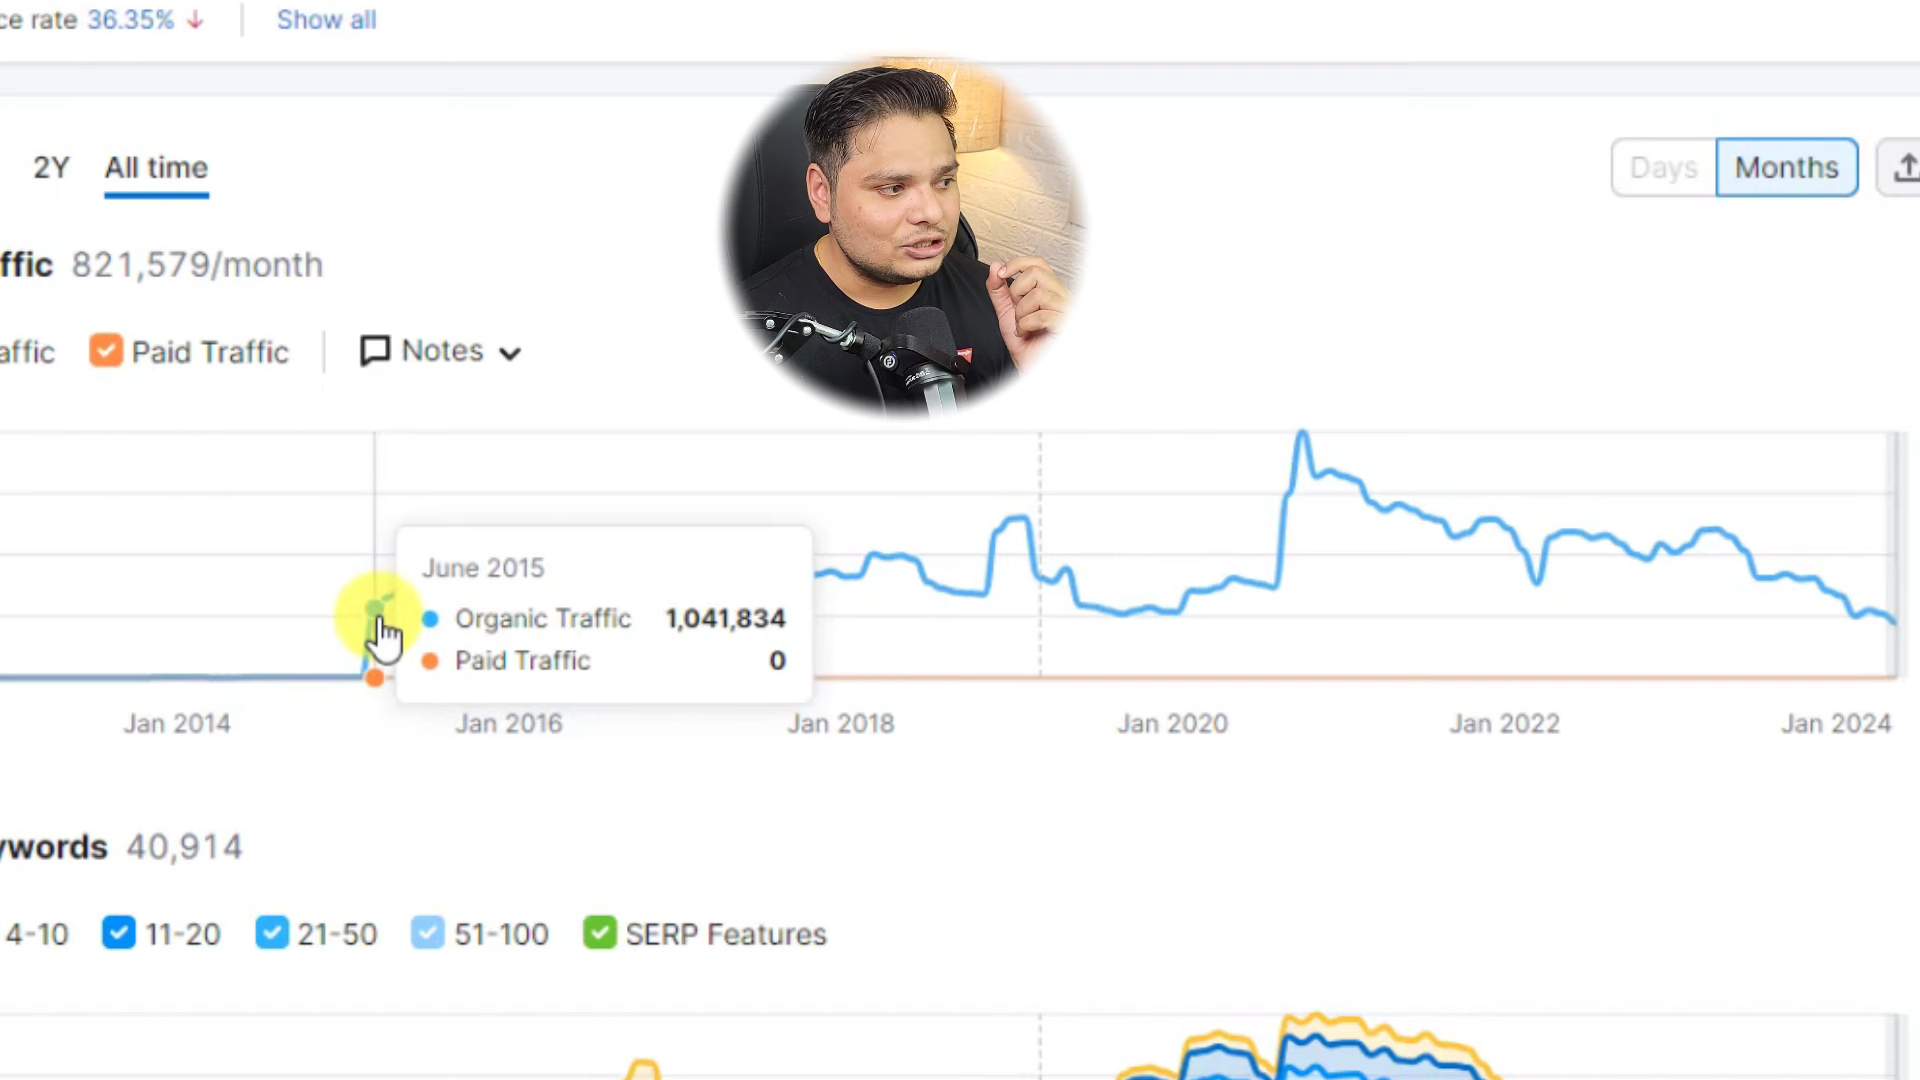 ce rate 36.35% Show all
2Y All time Days Months
ffic 821,579/month
affic Paid Traffic Notes
June 2015
Organic Traffic 1,041,834
Paid Traffic 0
Jan 2014 Jan 2016 Jan 2018 Jan 2020 Jan 2022 Jan 2024
ywords 40,914
4-10 11-20 21-50 51-100 SERP Features